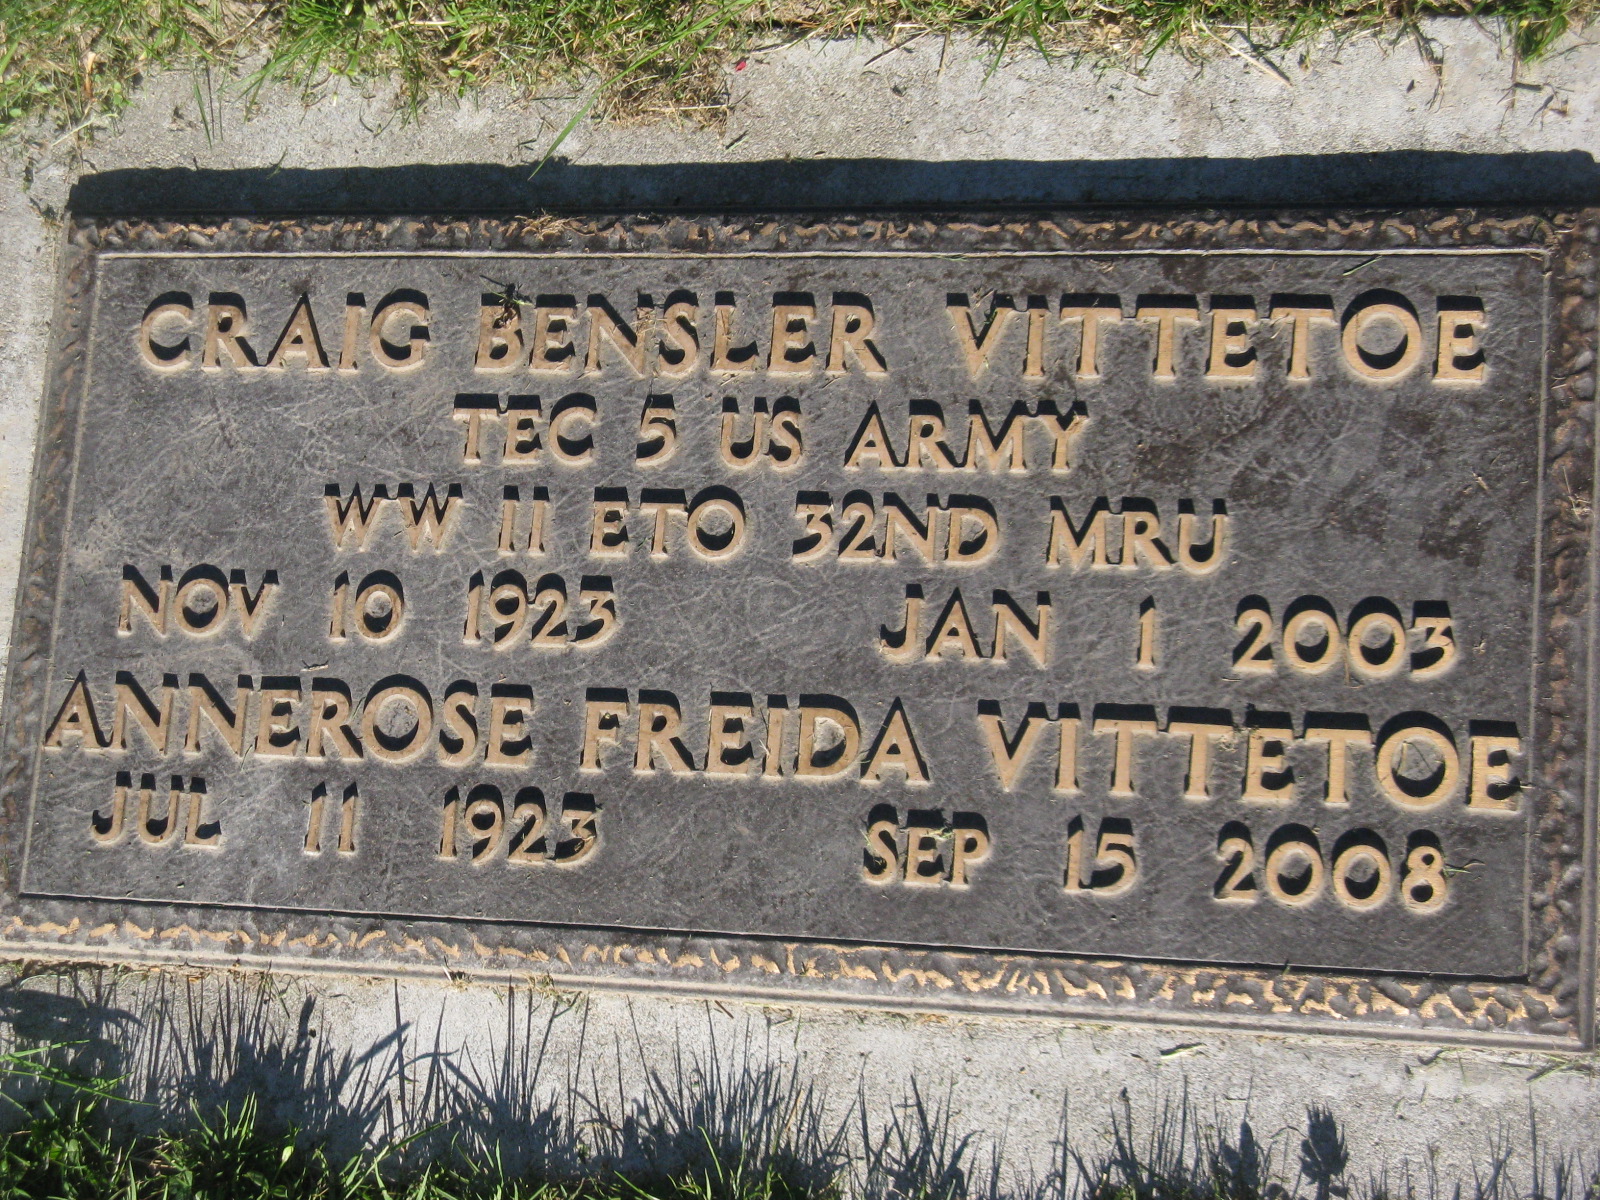 CRAIG BENSLER VITTETOE
TEC 5 US ARMY
WW II ETO 32ND MRU
NOV 10 1923 JAN 1 2003
ANNEROSE FREIDA VITTETOE
JUL 11 1923 SEP 15 2008